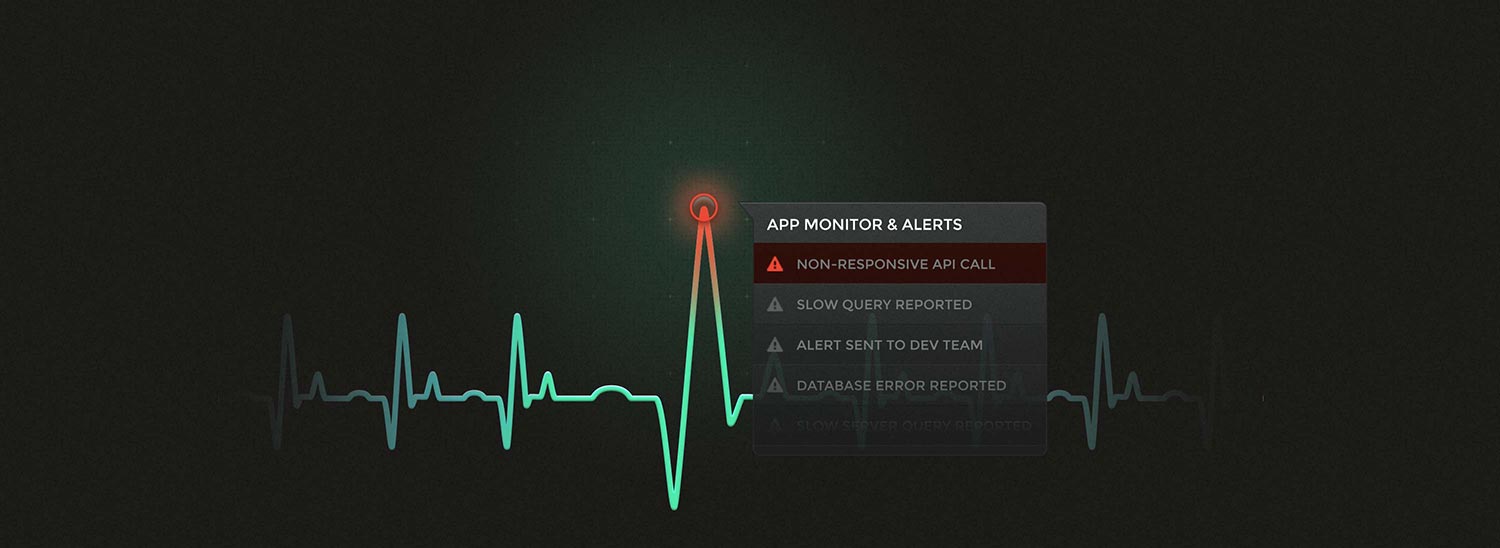 APP MONITOR & ALERTS
NON-RESPONSIVE API CALL
SLOW QUERY REPORTED
ALERT SENT TO DEV TEAM
DATABASE ERROR REPORTED
SLOW SERVER QUERY REPORTED